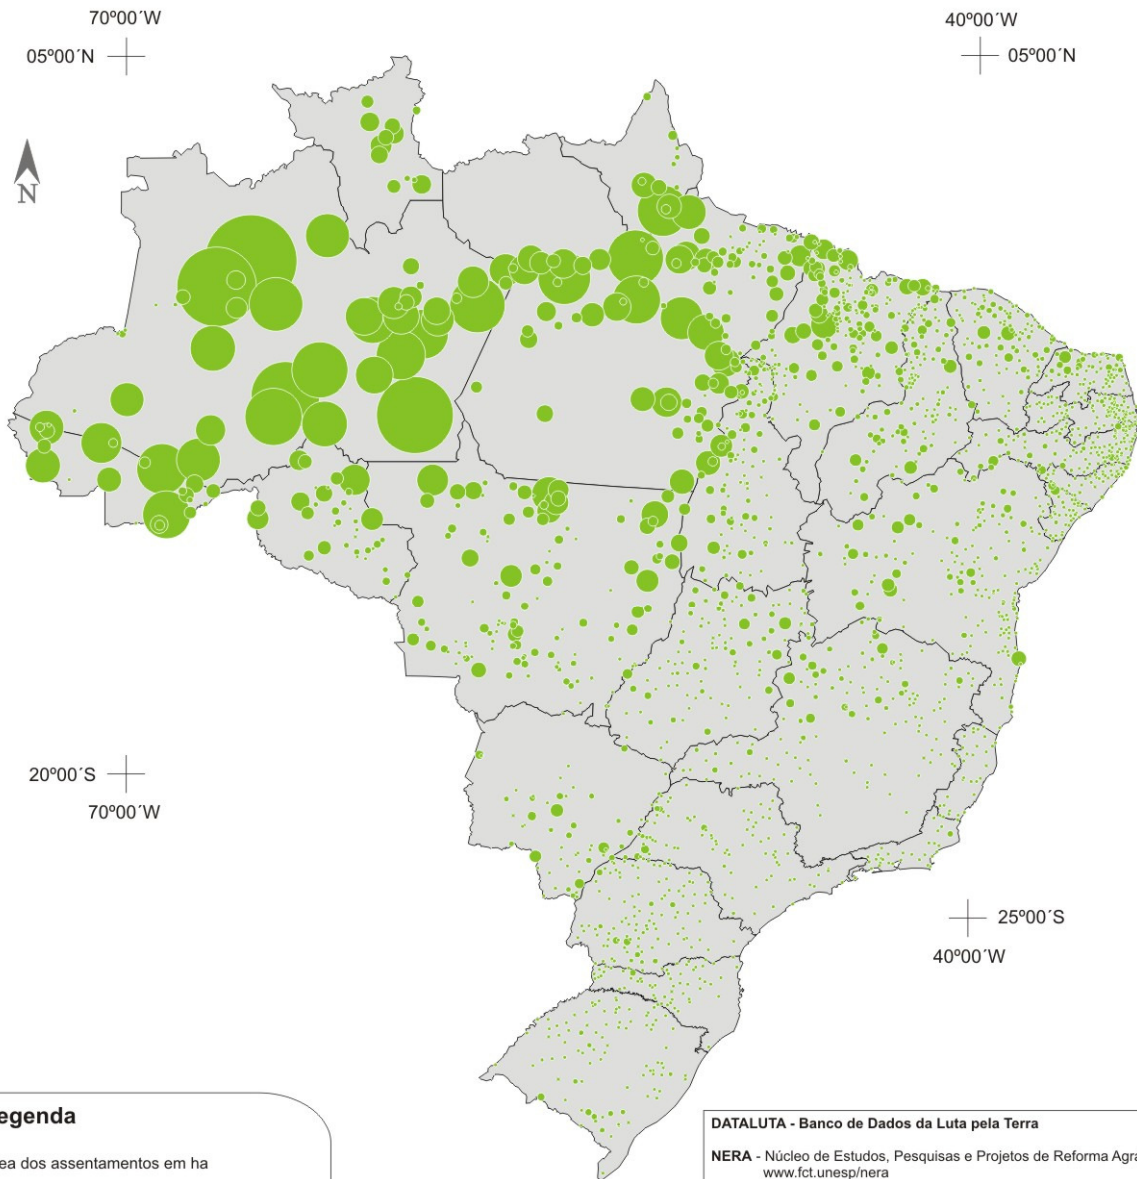 70º00´W
40º00´W
05º00´N
05º00´N
N
20º00´S
70º00´W
25º00´S
40º00´W
egenda
ea dos assentamentos em ha
DATALUTA - Banco de Dados da Luta pela Terra
NERA - Núcleo de Estudos, Pesquisas e Projetos de Reforma Agra
www.fct.unesp/nera